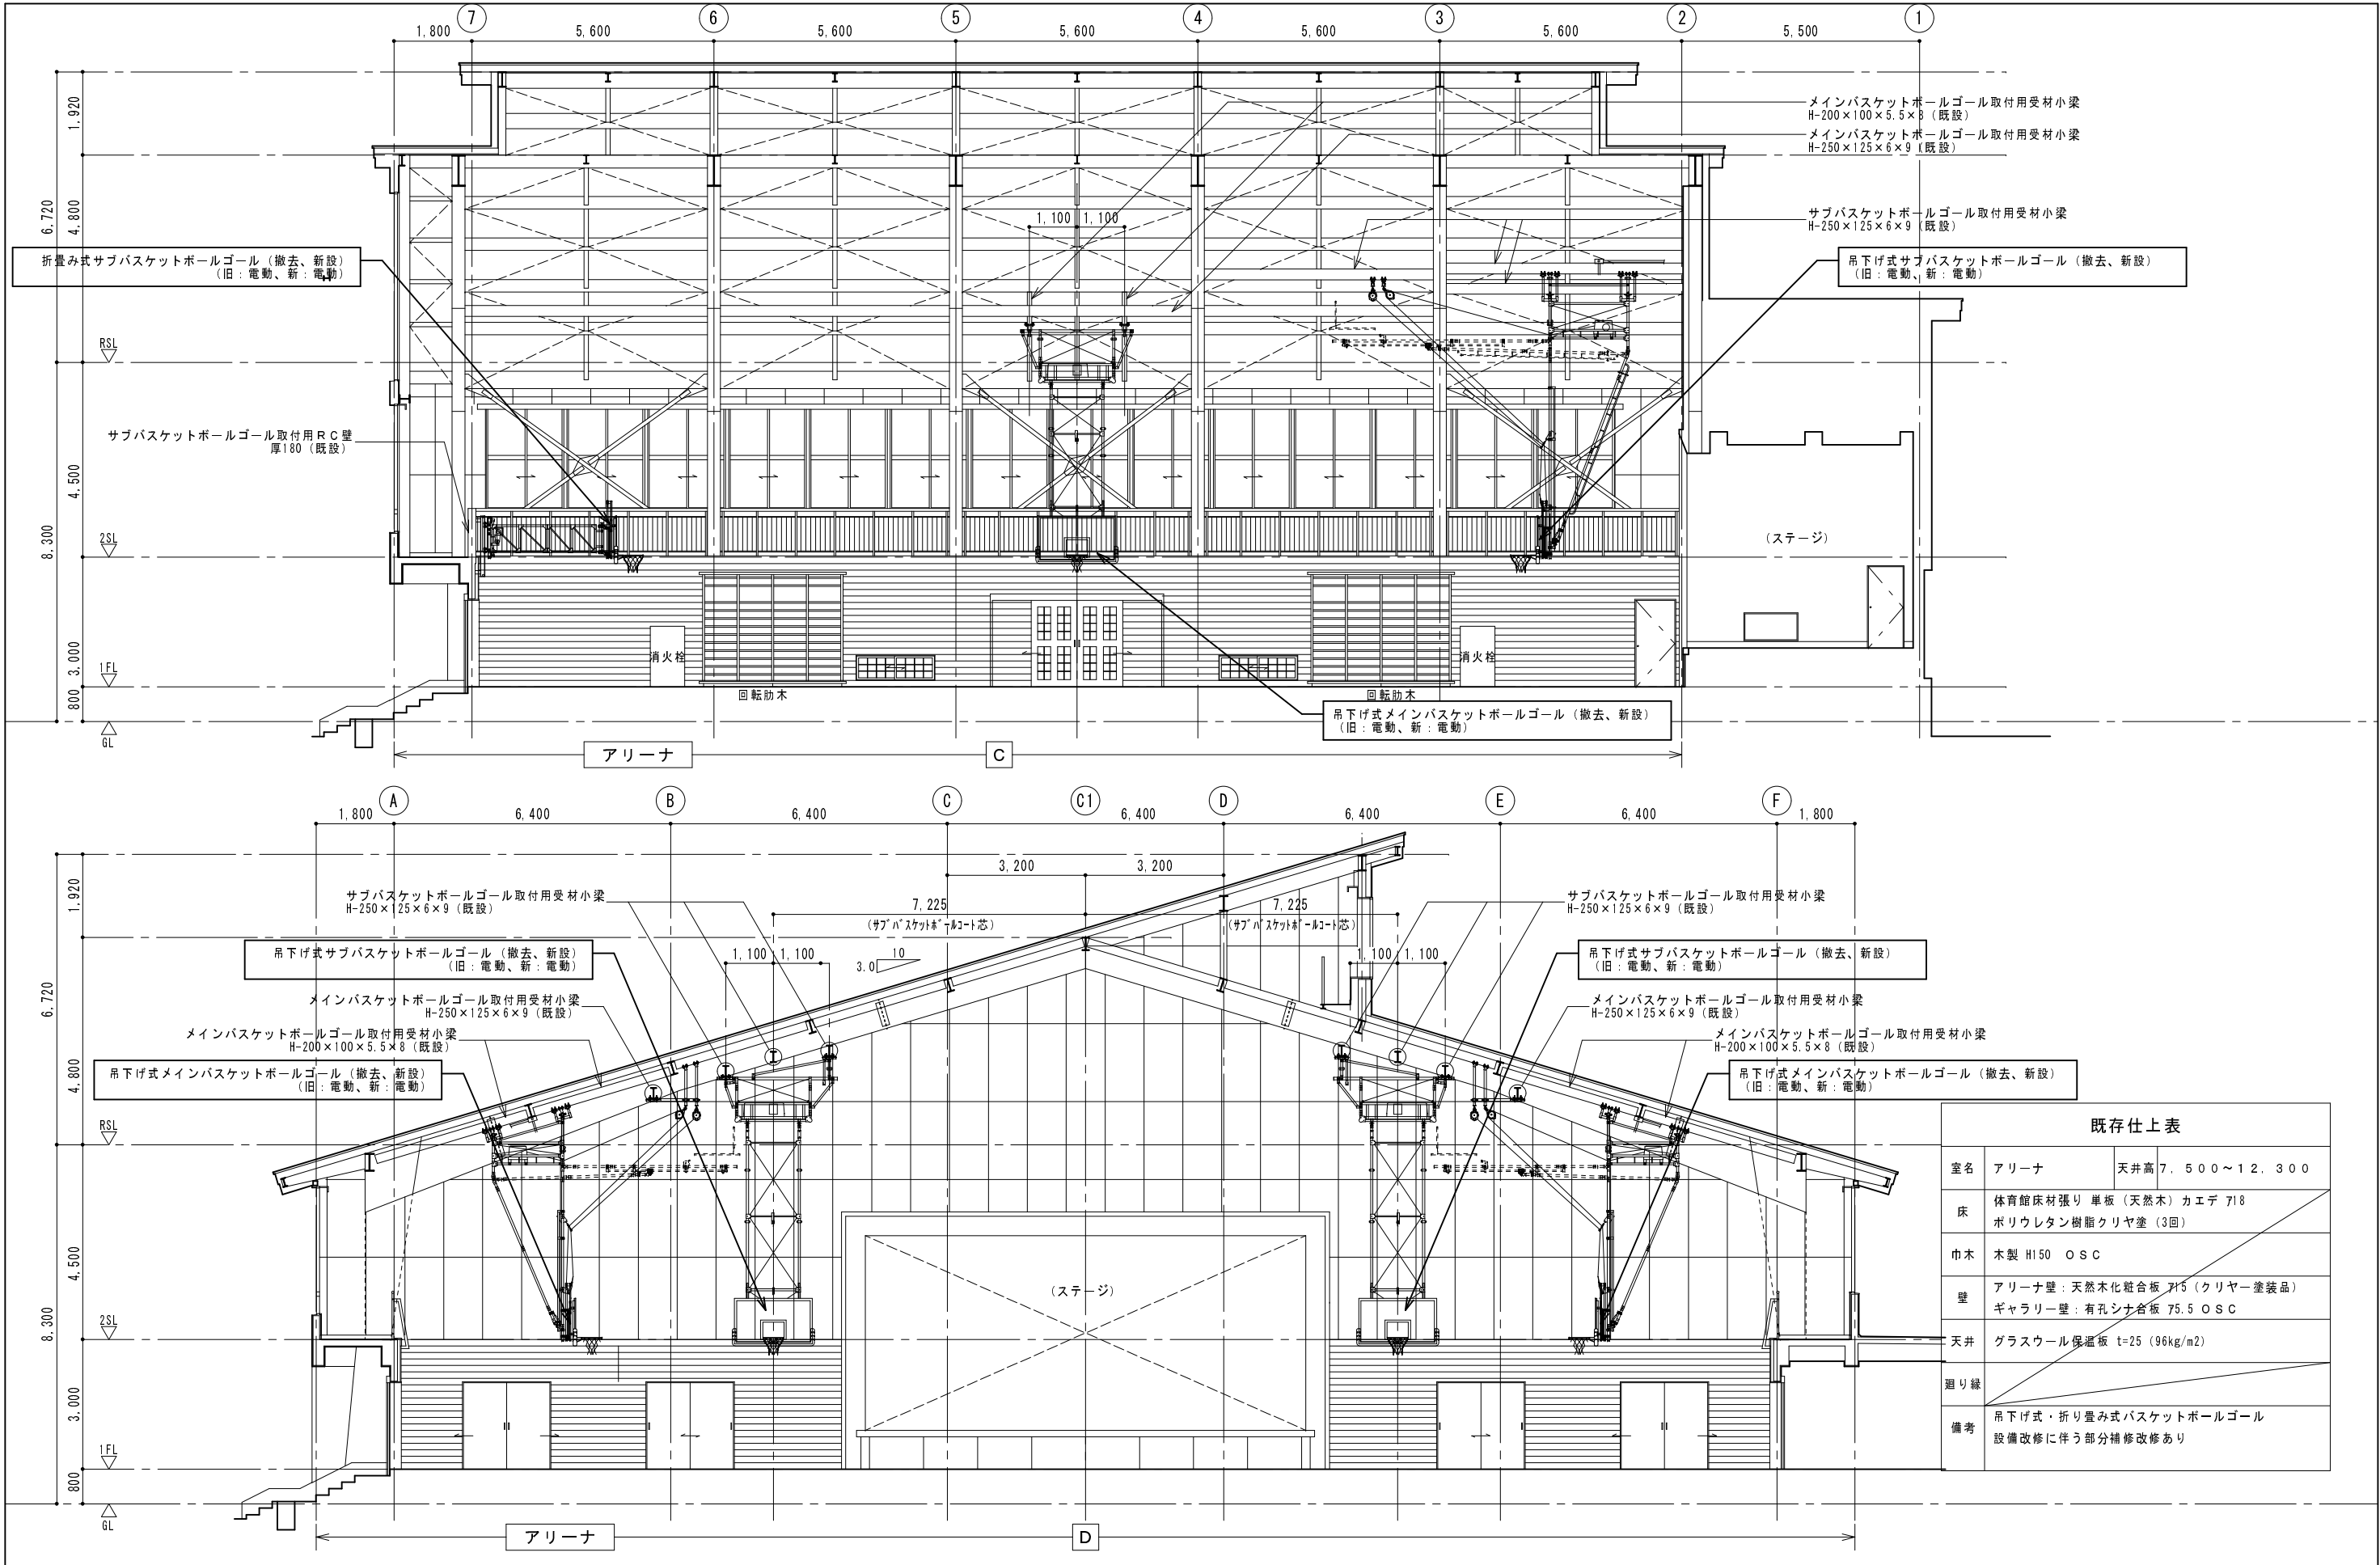 7 6 5 4 3 2 1
1,800 5,600 5,600 5,600 5,600 5,600 5,500
1,920
4,800
6,720
4,500
8,300
3,000
800
RSL
2SL
1FL
GL
メインバスケットボールゴール取付用受材小梁
H-200×100×5.5×8 (既設)
メインバスケットボールゴール取付用受材小梁
H-250×125×6×9 (既設)
サブバスケットボールゴール取付用受材小梁
H-250×125×6×9 (既設)
1,100 1,100
折畳み式サブバスケットボールゴール (撤去、新設)
(旧:電動、新:電動)
吊下げ式サブバスケットボールゴール (撤去、新設)
(旧:電動、新:電動)
サブバスケットボールゴール取付用RC壁
厚180 (既設)
(ステージ)
消火栓
消火栓
回転肋木
回転肋木
吊下げ式メインバスケットボールゴール (撤去、新設)
(旧:電動、新:電動)
アリーナ
C
A B C C1 D E F
1,800 6,400 6,400 6,400 6,400 6,400 1,800
3,200 3,200
1,920
6,720
4,800
4,500
8,300
3,000
800
RSL
2SL
1FL
GL
サブバスケットボールゴール取付用受材小梁
H-250×125×6×9 (既設)
7,225
(サブバスケットボールコート芯)
7,225
(サブバスケットボールコート芯)
サブバスケットボールゴール取付用受材小梁
H-250×125×6×9 (既設)
吊下げ式サブバスケットボールゴール (撤去、新設)
(旧:電動、新:電動)
1,100 1,100
10
3.0
1,100 1,100
吊下げ式サブバスケットボールゴール (撤去、新設)
(旧:電動、新:電動)
メインバスケットボールゴール取付用受材小梁
H-250×125×6×9 (既設)
メインバスケットボールゴール取付用受材小梁
H-250×125×6×9 (既設)
メインバスケットボールゴール取付用受材小梁
H-200×100×5.5×8 (既設)
メインバスケットボールゴール取付用受材小梁
H-200×100×5.5×8 (既設)
吊下げ式メインバスケットボールゴール (撤去、新設)
(旧:電動、新:電動)
吊下げ式メインバスケットボールゴール (撤去、新設)
(旧:電動、新:電動)
(ステージ)
アリーナ
D
既存仕上表
室名 アリーナ 天井高 7.500~12.300
床 体育館床材張り 単板 (天然木) カエデ ｱ18
ポリウレタン樹脂クリヤ塗 (3回)
巾木 木製 H150 OSC
壁 アリーナ壁:天然木化粧合板 ｱ15 (クリヤー塗装品)
ギャラリー壁:有孔シナ合板 ｱ5.5 OSC
天井 グラスウール保温板 t=25 (96kg/m2)
廻り縁
備考 吊下げ式・折り畳み式バスケットボールゴール
設備改修に伴う部分補修改修あり